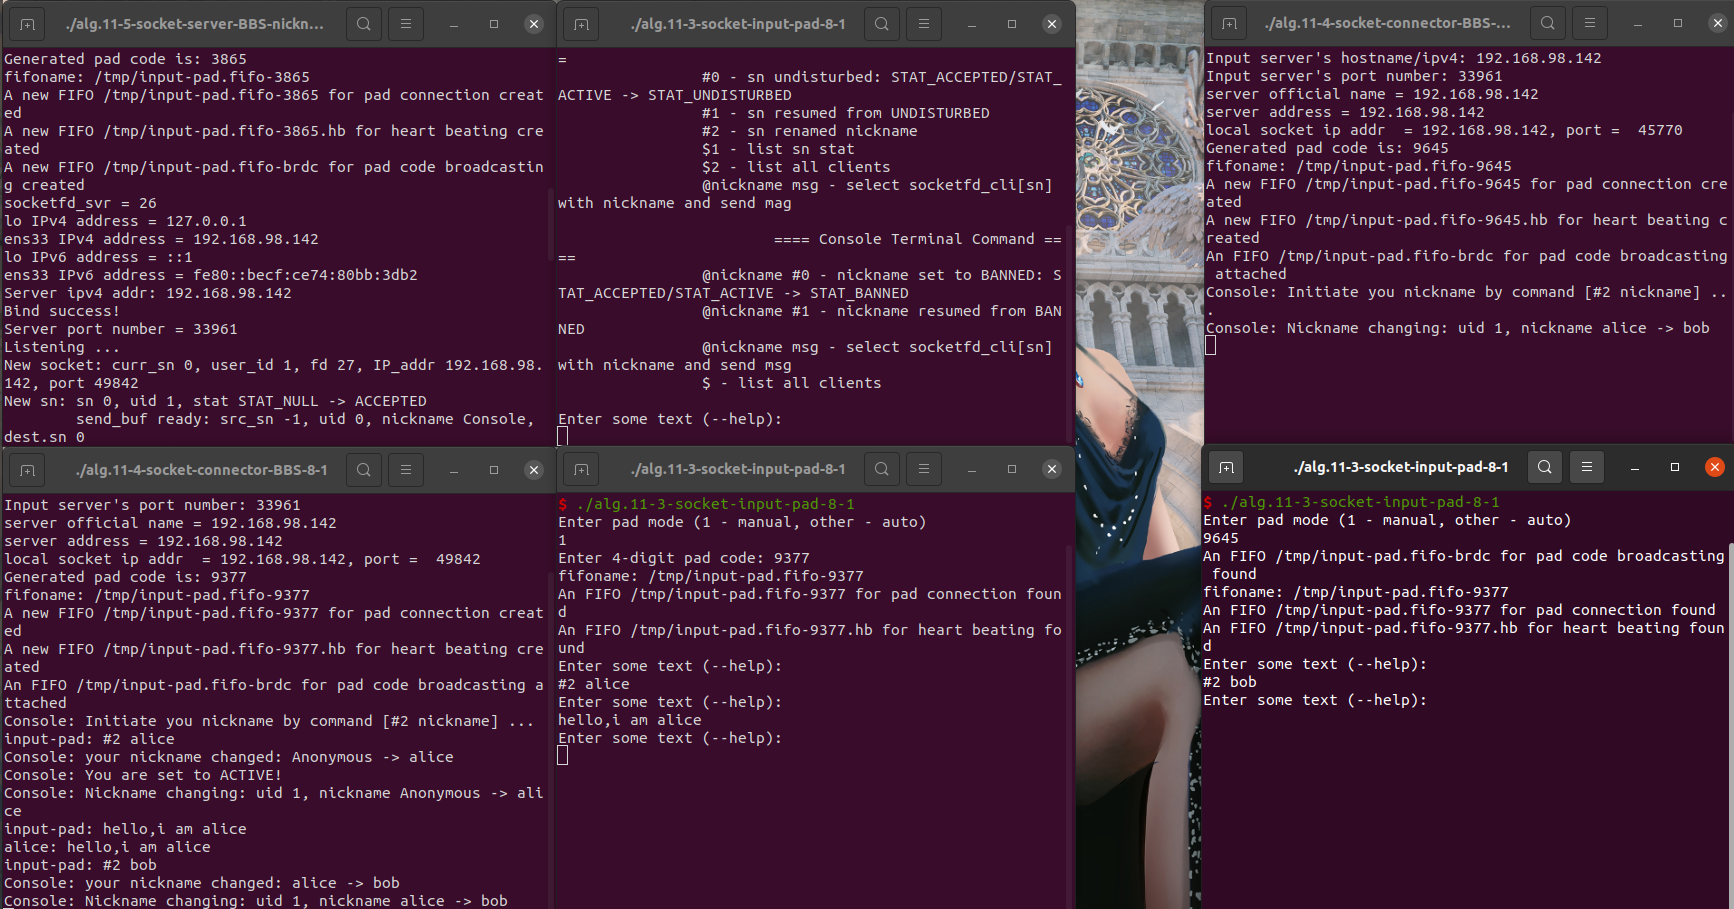 ./alg.11-5-socket-server-BBS-nickn...
Generated pad code is: 3865
fifoname: /tmp/input-pad.fifo-3865
A new FIFO /tmp/input-pad.fifo-3865 for pad connection creat
ed
A new FIFO /tmp/input-pad.fifo-3865.hb for heart beating cre
ated
A new FIFO /tmp/input-pad.fifo-brdc for pad code broadcastin
g created
socketfd_svr = 26
lo IPv4 address = 127.0.0.1
ens33 IPv4 address = 192.168.98.142
lo IPv6 address = ::1
ens33 IPv6 address = fe80::becf:ce74:80bb:3db2
Server ipv4 addr: 192.168.98.142
Bind success!
Server port number = 33961
Listening ...
New socket: curr_sn 0, user_id 1, fd 27, IP_addr 192.168.98.
142, port 49842
New sn: sn 0, uid 1, stat STAT_NULL -> ACCEPTED
send_buf ready: src_sn -1, uid 0, nickname Console,
dest.sn 0
./alg.11-3-socket-input-pad-8-1
=
#0 - sn undisturbed: STAT_ACCEPTED/STAT_
ACTIVE -> STAT_UNDISTURBED
#1 - sn resumed from UNDISTURBED
#2 - sn renamed nickname
$1 - list sn stat
$2 - list all clients
@nickname msg - select socketfd_cli[sn]
with nickname and send mag
==== Console Terminal Command ==
==
@nickname #0 - nickname set to BANNED: S
TAT_ACCEPTED/STAT_ACTIVE -> STAT_BANNED
@nickname #1 - nickname resumed from BAN
NED
@nickname msg - select socketfd_cli[sn]
with nickname and send msg
$ - list all clients
Enter some text (--help):
./alg.11-4-socket-connector-BBS-...
Input server's hostname/ipv4: 192.168.98.142
Input server's port number: 33961
server official name = 192.168.98.142
server address = 192.168.98.142
local socket ip addr  = 192.168.98.142, port =  45770
Generated pad code is: 9645
fifoname: /tmp/input-pad.fifo-9645
A new FIFO /tmp/input-pad.fifo-9645 for pad connection cre
ated
A new FIFO /tmp/input-pad.fifo-9645.hb for heart beating c
reated
An FIFO /tmp/input-pad.fifo-brdc for pad code broadcasting
attached
Console: Initiate you nickname by command [#2 nickname] ..
.
Console: Nickname changing: uid 1, nickname alice -> bob
./alg.11-4-socket-connector-BBS-8-1
Input server's port number: 33961
server official name = 192.168.98.142
server address = 192.168.98.142
local socket ip addr  = 192.168.98.142, port =  49842
Generated pad code is: 9377
fifoname: /tmp/input-pad.fifo-9377
A new FIFO /tmp/input-pad.fifo-9377 for pad connection creat
ed
A new FIFO /tmp/input-pad.fifo-9377.hb for heart beating cre
ated
An FIFO /tmp/input-pad.fifo-brdc for pad code broadcasting a
ttached
Console: Initiate you nickname by command [#2 nickname] ...
input-pad: #2 alice
Console: your nickname changed: Anonymous -> alice
Console: You are set to ACTIVE!
Console: Nickname changing: uid 1, nickname Anonymous -> ali
ce
input-pad: hello,i am alice
alice: hello,i am alice
input-pad: #2 bob
Console: your nickname changed: alice -> bob
Console: Nickname changing: uid 1, nickname alice -> bob
./alg.11-3-socket-input-pad-8-1
$ ./alg.11-3-socket-input-pad-8-1
Enter pad mode (1 - manual, other - auto)
1
Enter 4-digit pad code: 9377
fifoname: /tmp/input-pad.fifo-9377
An FIFO /tmp/input-pad.fifo-9377 for pad connection foun
d
An FIFO /tmp/input-pad.fifo-9377.hb for heart beating fo
und
Enter some text (--help):
#2 alice
Enter some text (--help):
hello,i am alice
Enter some text (--help):
./alg.11-3-socket-input-pad-8-1
$ ./alg.11-3-socket-input-pad-8-1
Enter pad mode (1 - manual, other - auto)
9645
An FIFO /tmp/input-pad.fifo-brdc for pad code broadcasting
found
fifoname: /tmp/input-pad.fifo-9377
An FIFO /tmp/input-pad.fifo-9377 for pad connection found
An FIFO /tmp/input-pad.fifo-9377.hb for heart beating foun
d
Enter some text (--help):
#2 bob
Enter some text (--help):